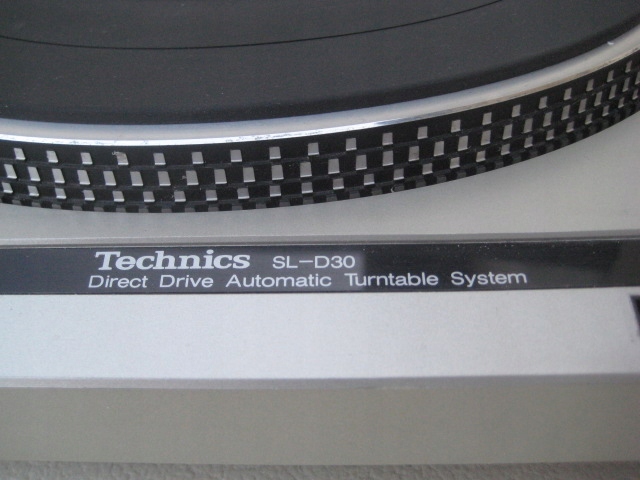 Technics SL-D30
Direct Drive Automatic Turntable System